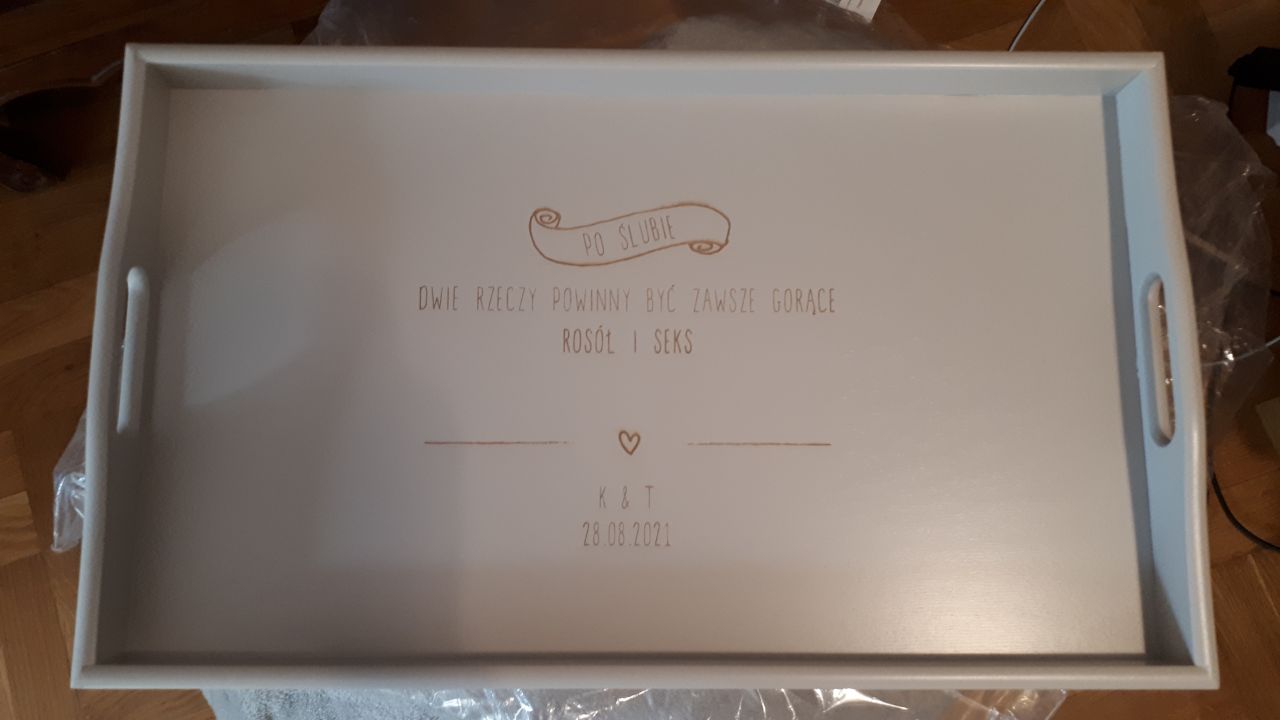 PO ŚLUBIE
DWIE RZECZY POWINNY BYĆ ZAWSZE GORĄCE
ROSÓŁ I SEKS
K & T
28.08.2021